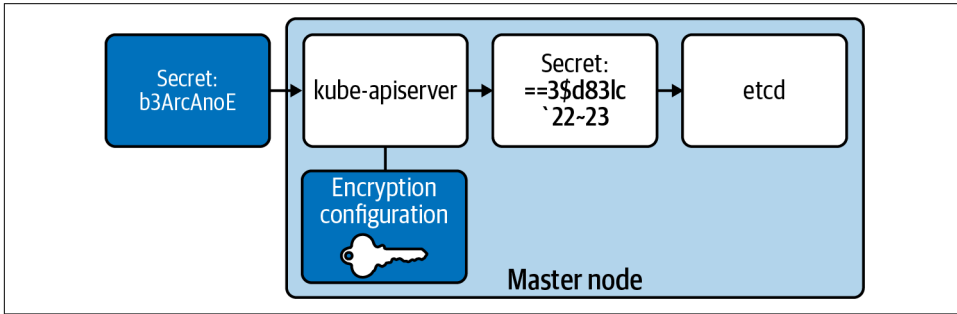 Secret:
b3ArcAnoE
kube-apiserver
Secret:
==3$d83lc
`22~23
etcd
Encryption
configuration
Master node